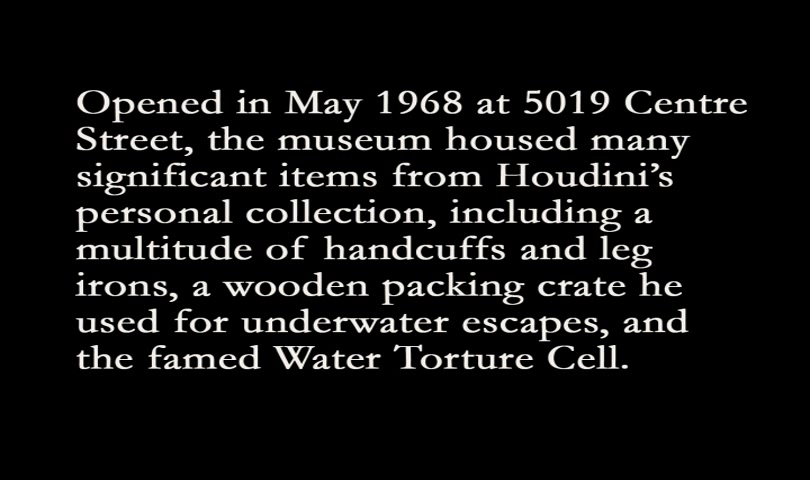 Opened in May 1968 at 5019 Centre
Street, the museum housed many
significant items from Houdini’s
personal collection, including a
multitude of handcuffs and leg
irons, a wooden packing crate he
used for underwater escapes, and
the famed Water Torture Cell.